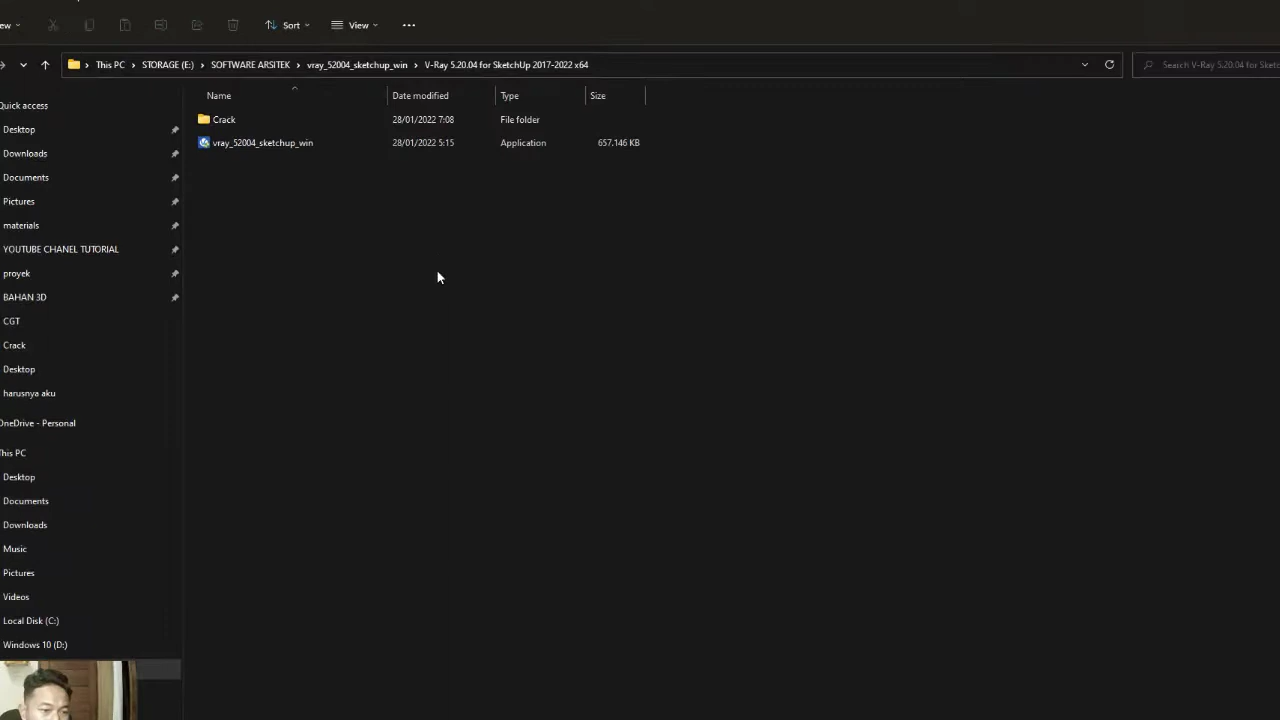 ew
Sort
View
This PC > STORAGE (E:) > SOFTWARE ARSITEK > vray_52004_sketchup_win > V-Ray 5.20.04 for SketchUp 2017-2022 x64
Search V-Ray 5.20.04 for Sketc
Name Date modified Type Size
Crack 28/01/2022 7:08 File folder
vray_52004_sketchup_win 28/01/2022 5:15 Application 657.146 KB
Quick access
Desktop
Downloads
Documents
Pictures
materials
YOUTUBE CHANEL TUTORIAL
proyek
BAHAN 3D
CGT
Crack
Desktop
harusnya aku
OneDrive - Personal
This PC
Desktop
Documents
Downloads
Music
Pictures
Videos
Local Disk (C:)
Windows 10 (D:)